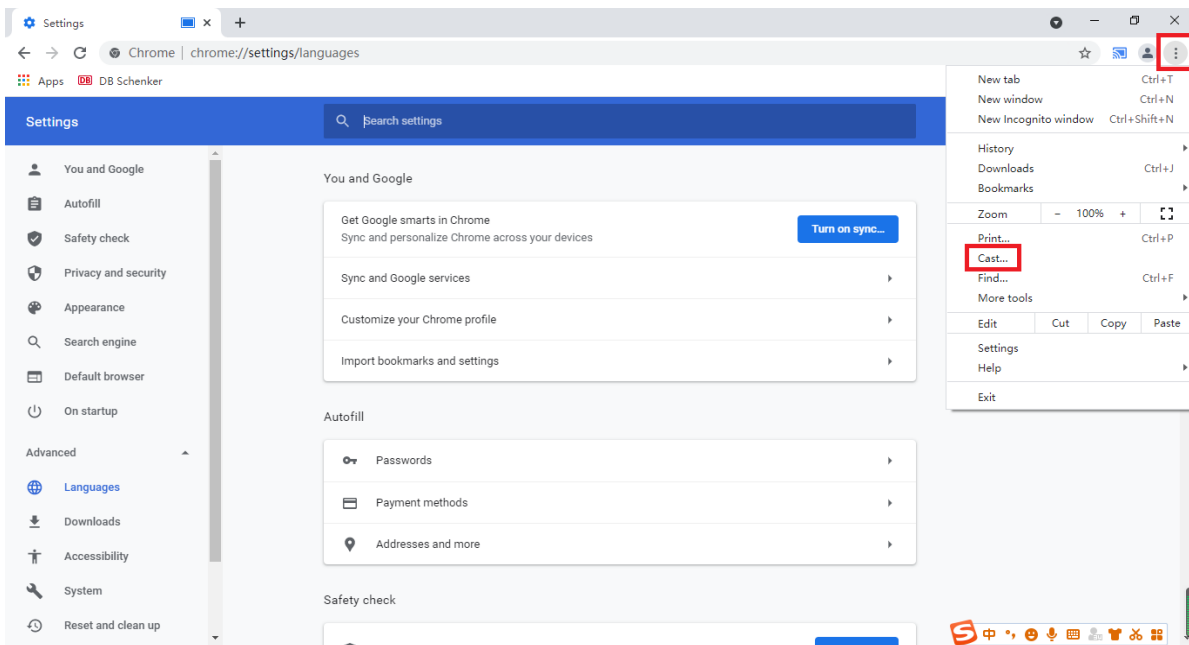 Settings
Chrome | chrome://settings/languages
Apps DB DB Schenker
Settings
Search settings
You and Google
Autofill
Safety check
Privacy and security
Appearance
Search engine
Default browser
On startup
Advanced
Languages
Downloads
Accessibility
System
Reset and clean up
You and Google
Get Google smarts in Chrome
Sync and personalize Chrome across your devices
Turn on sync...
Sync and Google services
Customize your Chrome profile
Import bookmarks and settings
Autofill
Passwords
Payment methods
Addresses and more
Safety check
New tab Ctrl+T
New window Ctrl+N
New Incognito window Ctrl+Shift+N
History
Downloads Ctrl+J
Bookmarks
Zoom - 100% +
Print... Ctrl+P
Cast...
Find... Ctrl+F
More tools
Edit Cut Copy Paste
Settings
Help
Exit
中